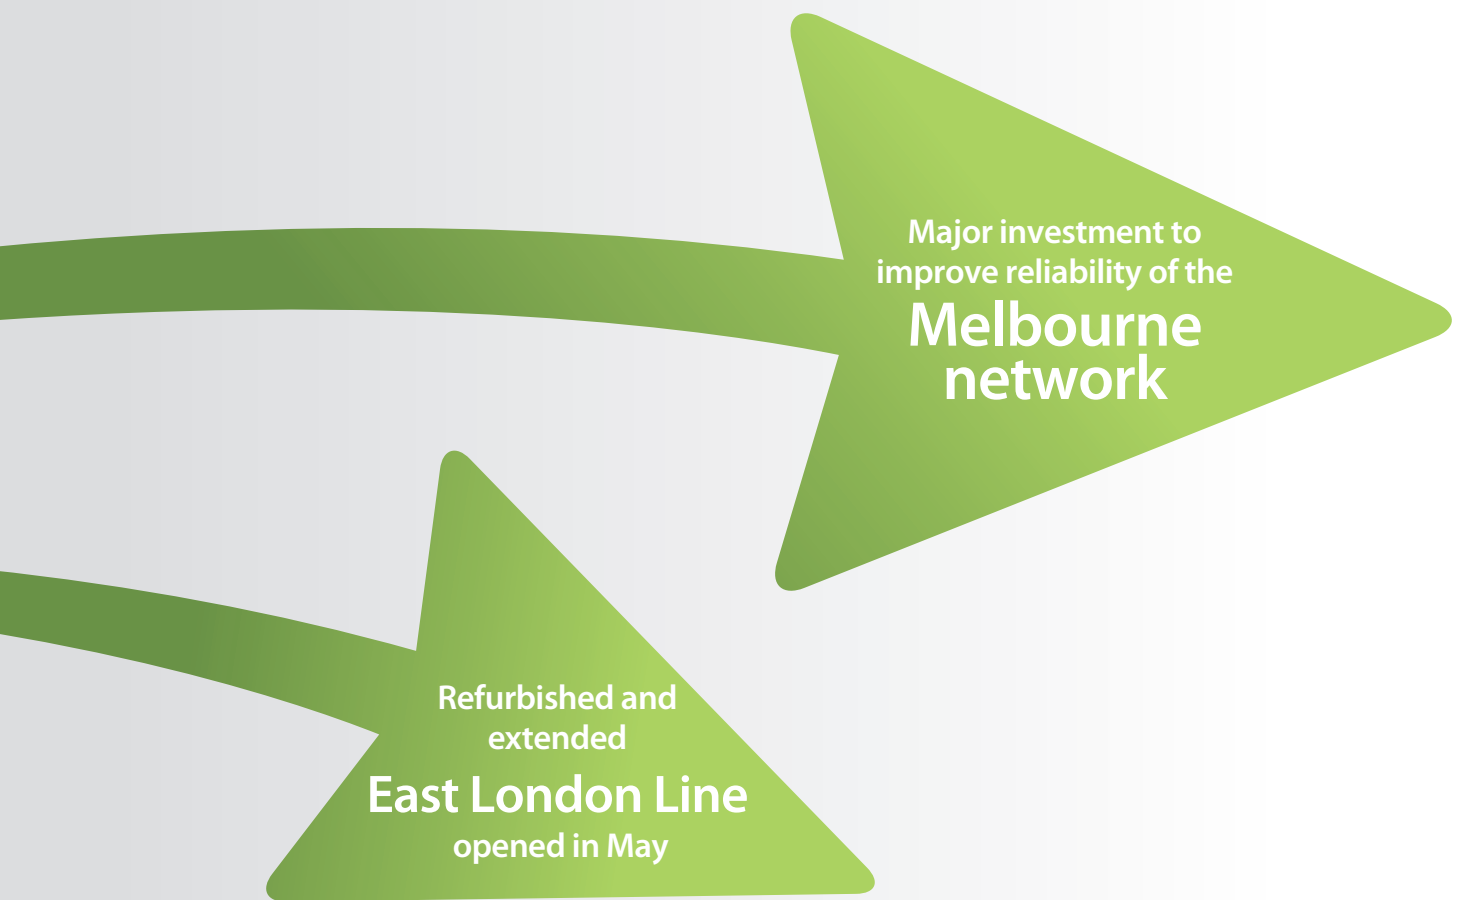 Major investment to
improve reliability of the
Melbourne
network
Refurbished and
extended
East London Line
opened in May